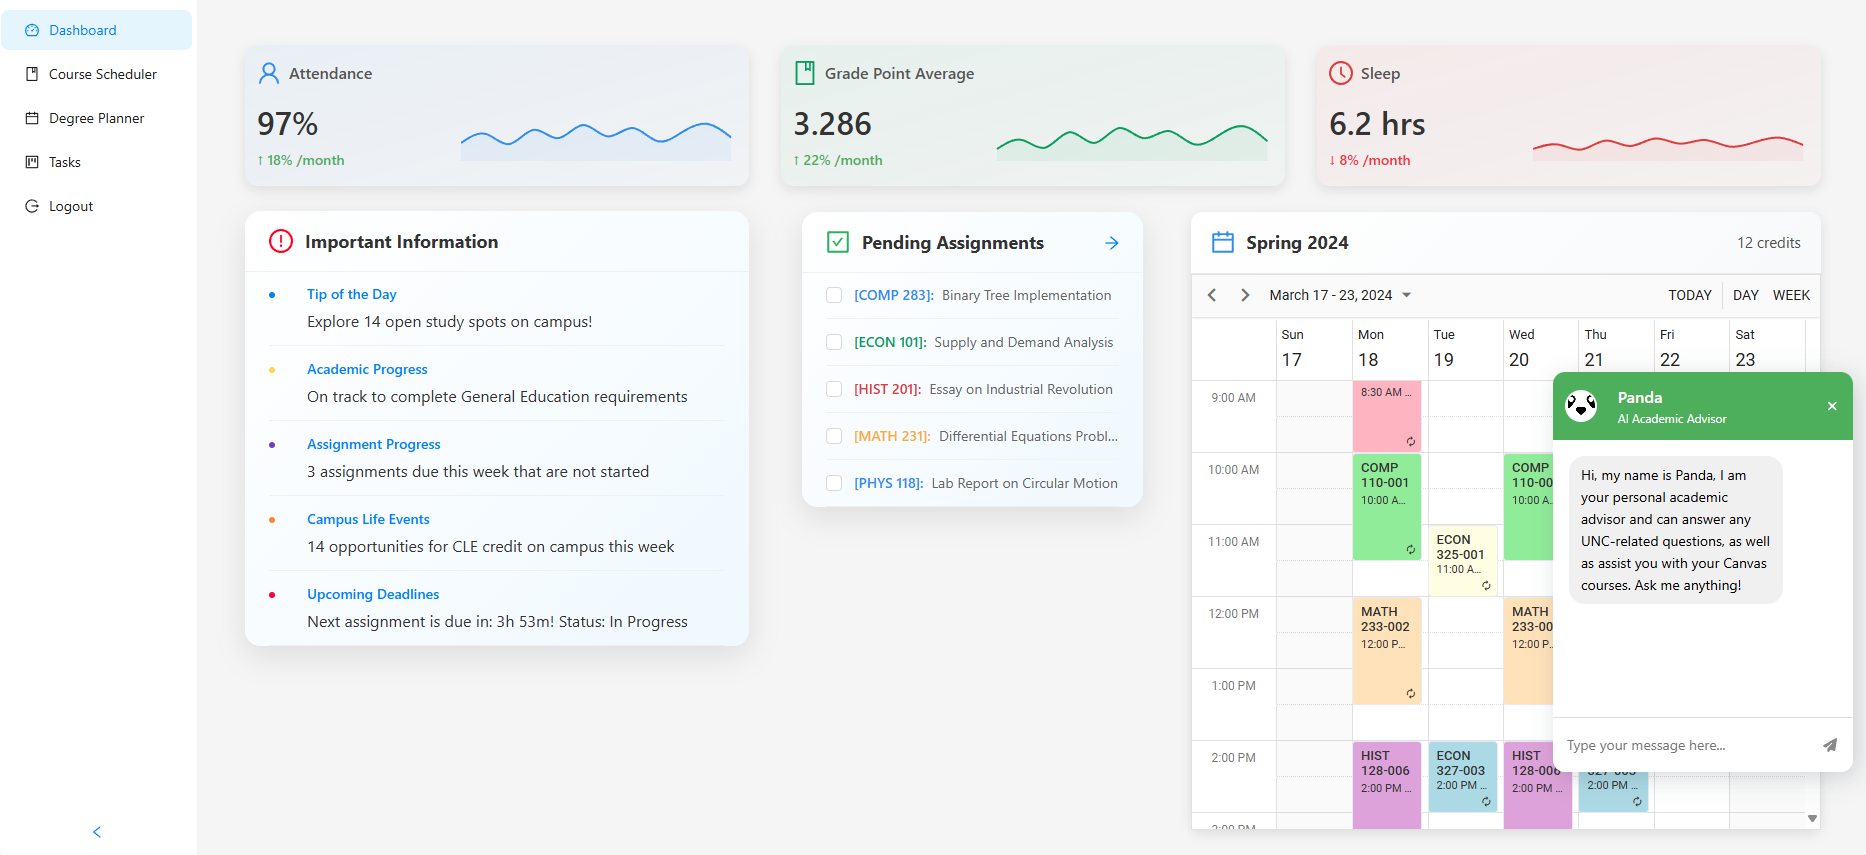 Dashboard
Course Scheduler
Degree Planner
Tasks
Logout
Attendance
97%
↑ 18% /month
Grade Point Average
3.286
↑ 22% /month
Sleep
6.2 hrs
↓ 8% /month
Important Information
Tip of the Day
Explore 14 open study spots on campus!
Academic Progress
On track to complete General Education requirements
Assignment Progress
3 assignments due this week that are not started
Campus Life Events
14 opportunities for CLE credit on campus this week
Upcoming Deadlines
Next assignment is due in: 3h 53m! Status: In Progress
Pending Assignments
[COMP 283]: Binary Tree Implementation
[ECON 101]: Supply and Demand Analysis
[HIST 201]: Essay on Industrial Revolution
[MATH 231]: Differential Equations Probl...
[PHYS 118]: Lab Report on Circular Motion
Spring 2024
12 credits
March 17 - 23, 2024
TODAY DAY WEEK
Sun Mon Tue Wed Thu Fri Sat
17 18 19 20 21 22 23
9:00 AM
8:30 AM ...
10:00 AM
COMP
110-001
10:00 A...
COMP
110-00
10:00 A..
11:00 AM
ECON
325-001
11:00 A...
12:00 PM
MATH
233-002
12:00 P...
MATH
233-00
12:00 P..
1:00 PM
2:00 PM
HIST
128-006
2:00 PM ...
ECON
327-003
2:00 PM ...
HIST
128-006
2:00 PM ...
327-003
2:00 PM ...
Panda
AI Academic Advisor
Hi, my name is Panda, I am
your personal academic
advisor and can answer any
UNC-related questions, as well
as assist you with your Canvas
courses. Ask me anything!
Type your message here...